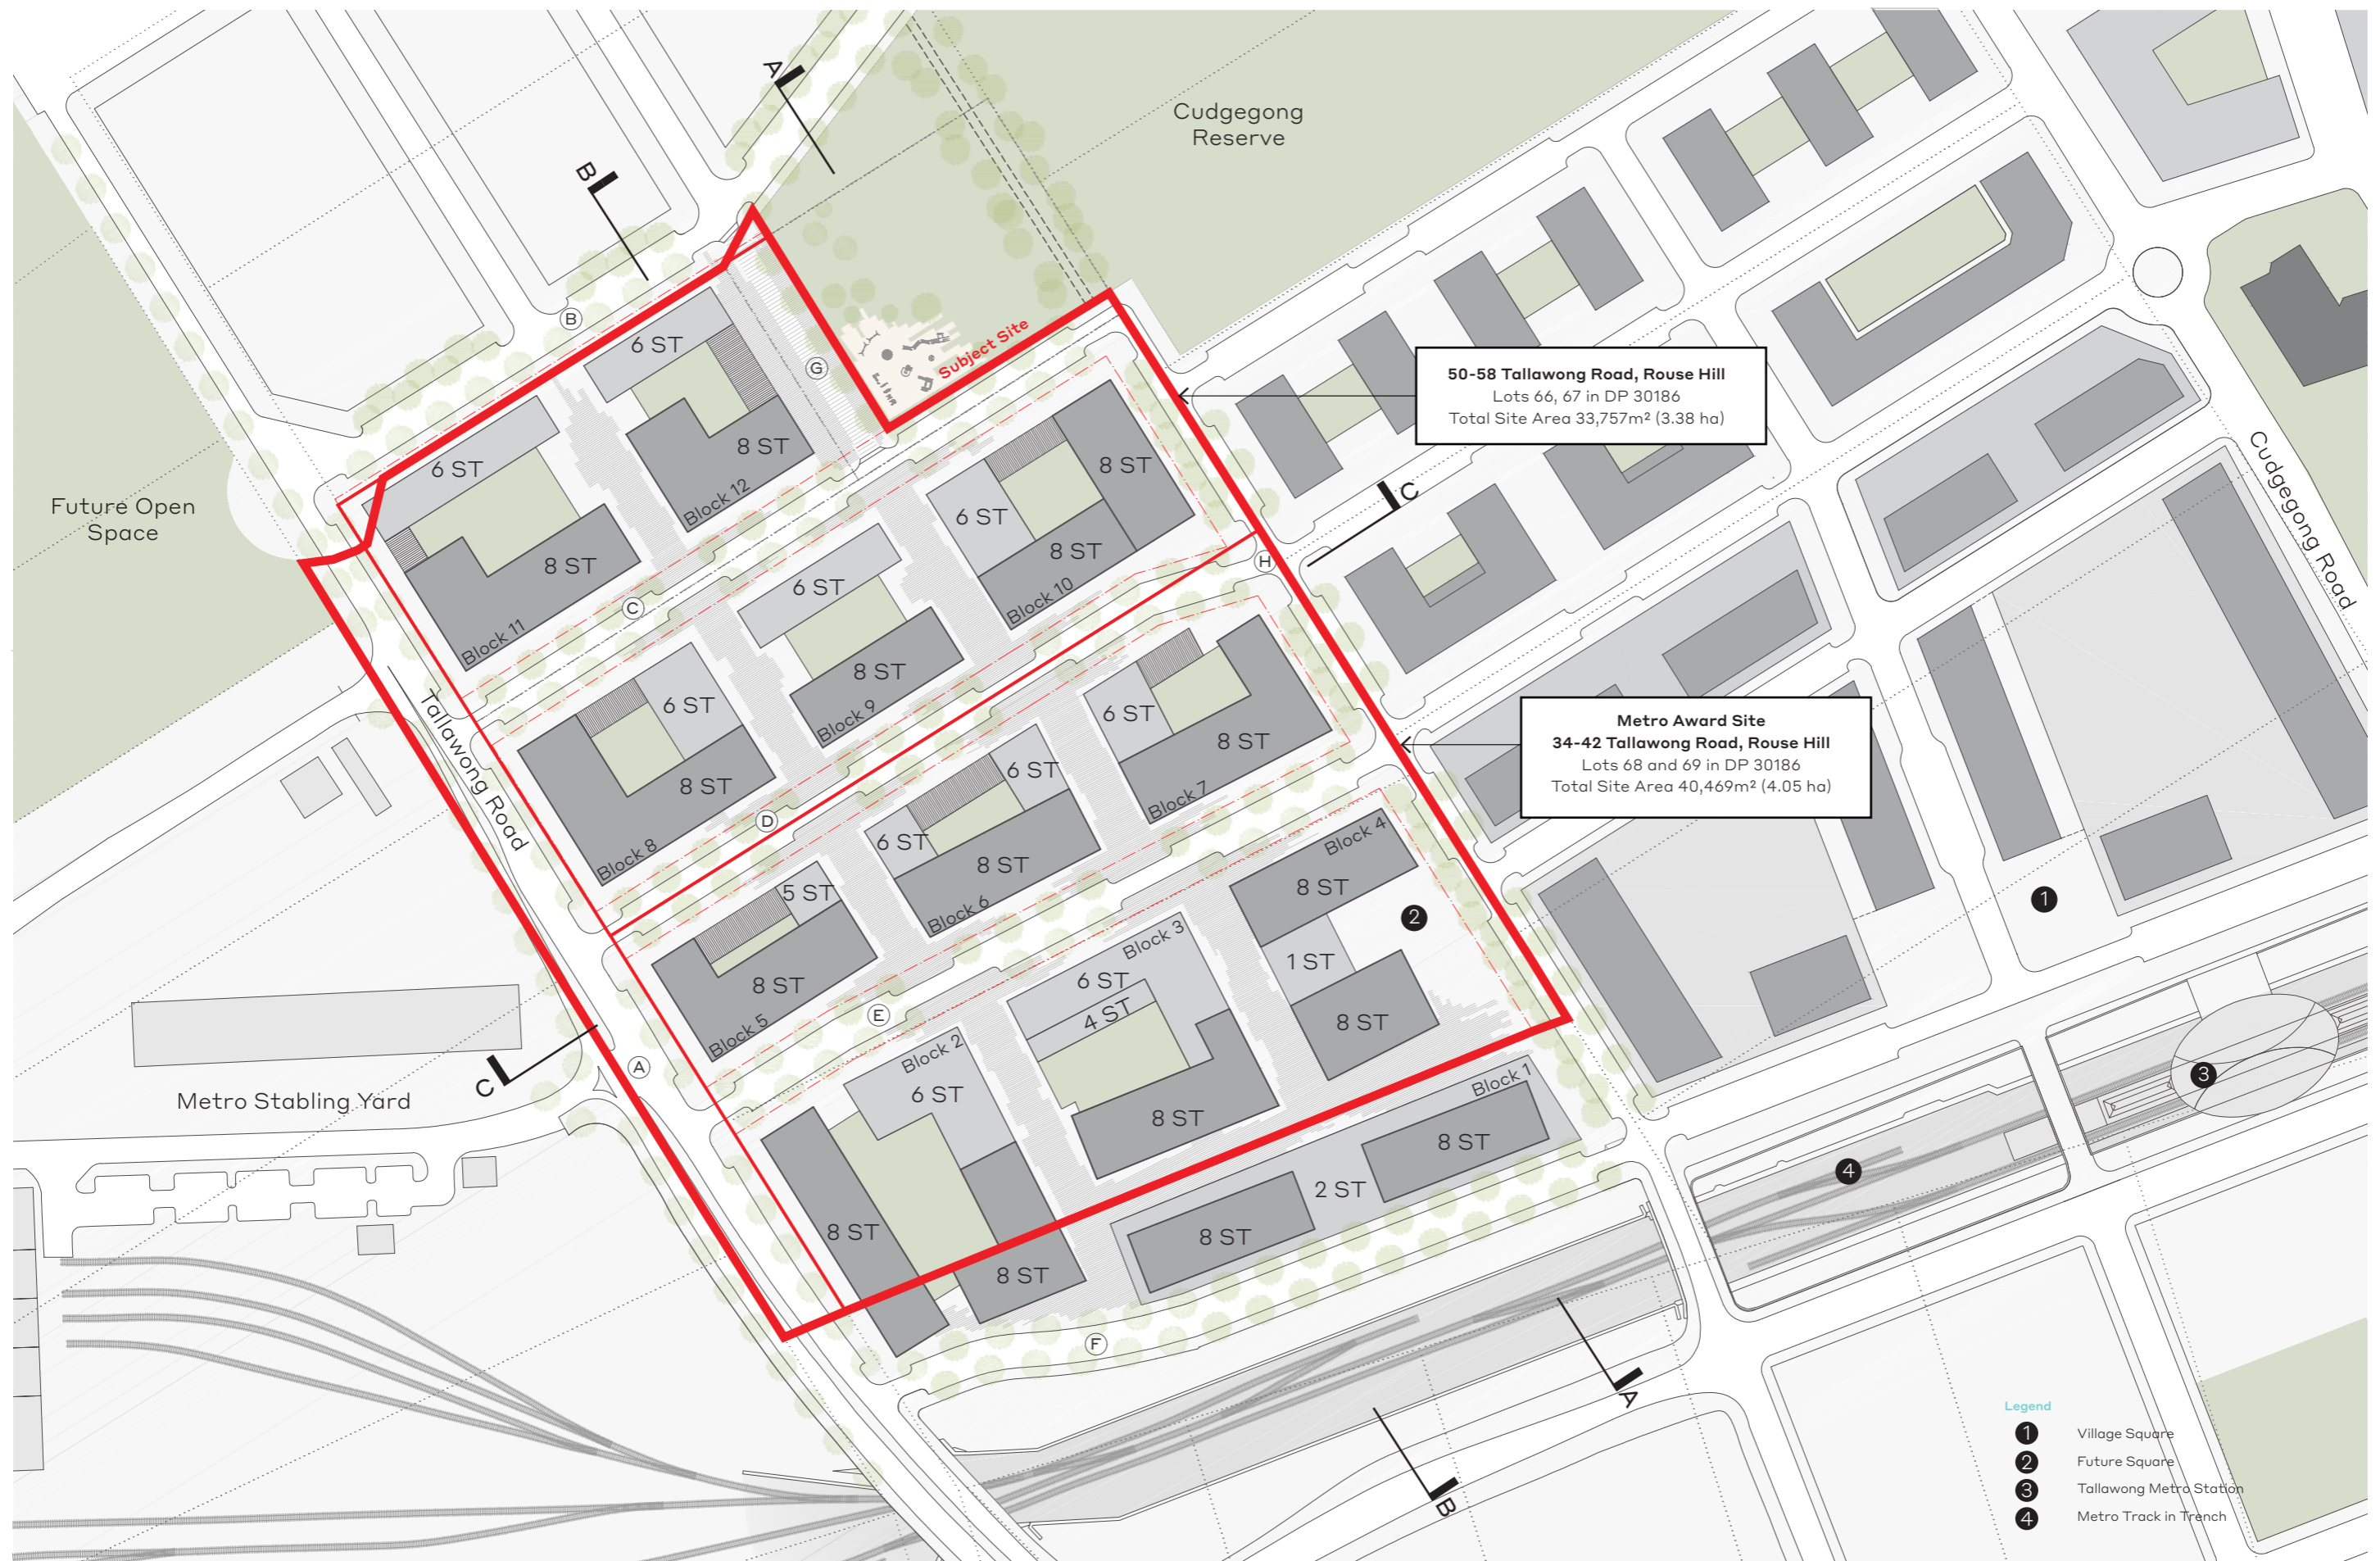 A
Cudgegong
Reserve
B
B
6 ST
G
Subject Site
8 ST
Block 12
50-58 Tallawong Road, Rouse Hill
Lots 66, 67 in DP 30186
Total Site Area 33,757m² (3.38 ha)
6 ST
8 ST
Block 11
Future Open
Space
C
6 ST
8 ST
8 ST
Block 10
C
H
Cudgegong Road
6 ST
8 ST
Block 9
6 ST
8 ST
Block 8
Tallawong Road
D
6 ST
8 ST
Block 7
Metro Award Site
34-42 Tallawong Road, Rouse Hill
Lots 68 and 69 in DP 30186
Total Site Area 40,469m² (4.05 ha)
6 ST
6 ST
8 ST
Block 6
5 ST
8 ST
Block 5
Block 4
8 ST
1 ST
8 ST
2
1
Block 3
6 ST
4 ST
8 ST
E
Block 2
6 ST
8 ST
8 ST
A
C
Metro Stabling Yard
Block 1
8 ST
2 ST
8 ST
3
4
F
A
B
Legend
1 Village Square
2 Future Square
3 Tallawong Metro Station
4 Metro Track in Trench